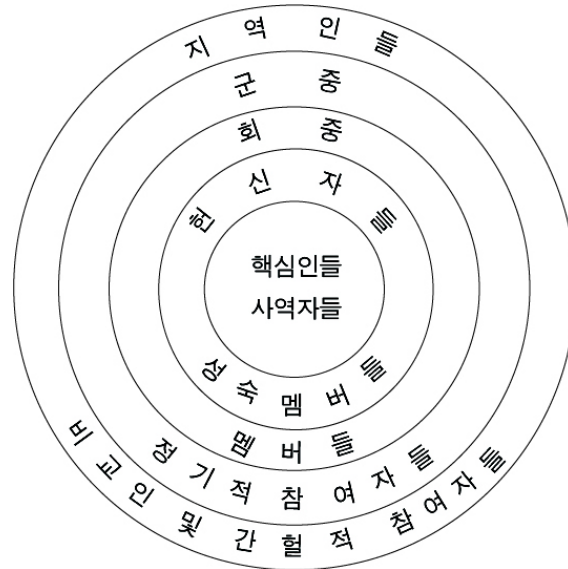 지역인들
군중
회중
헌신자들
핵심인들
사역자들
성숙멤버들
멤버들
정기적참여자들
비교인 및 간헐적 참여자들